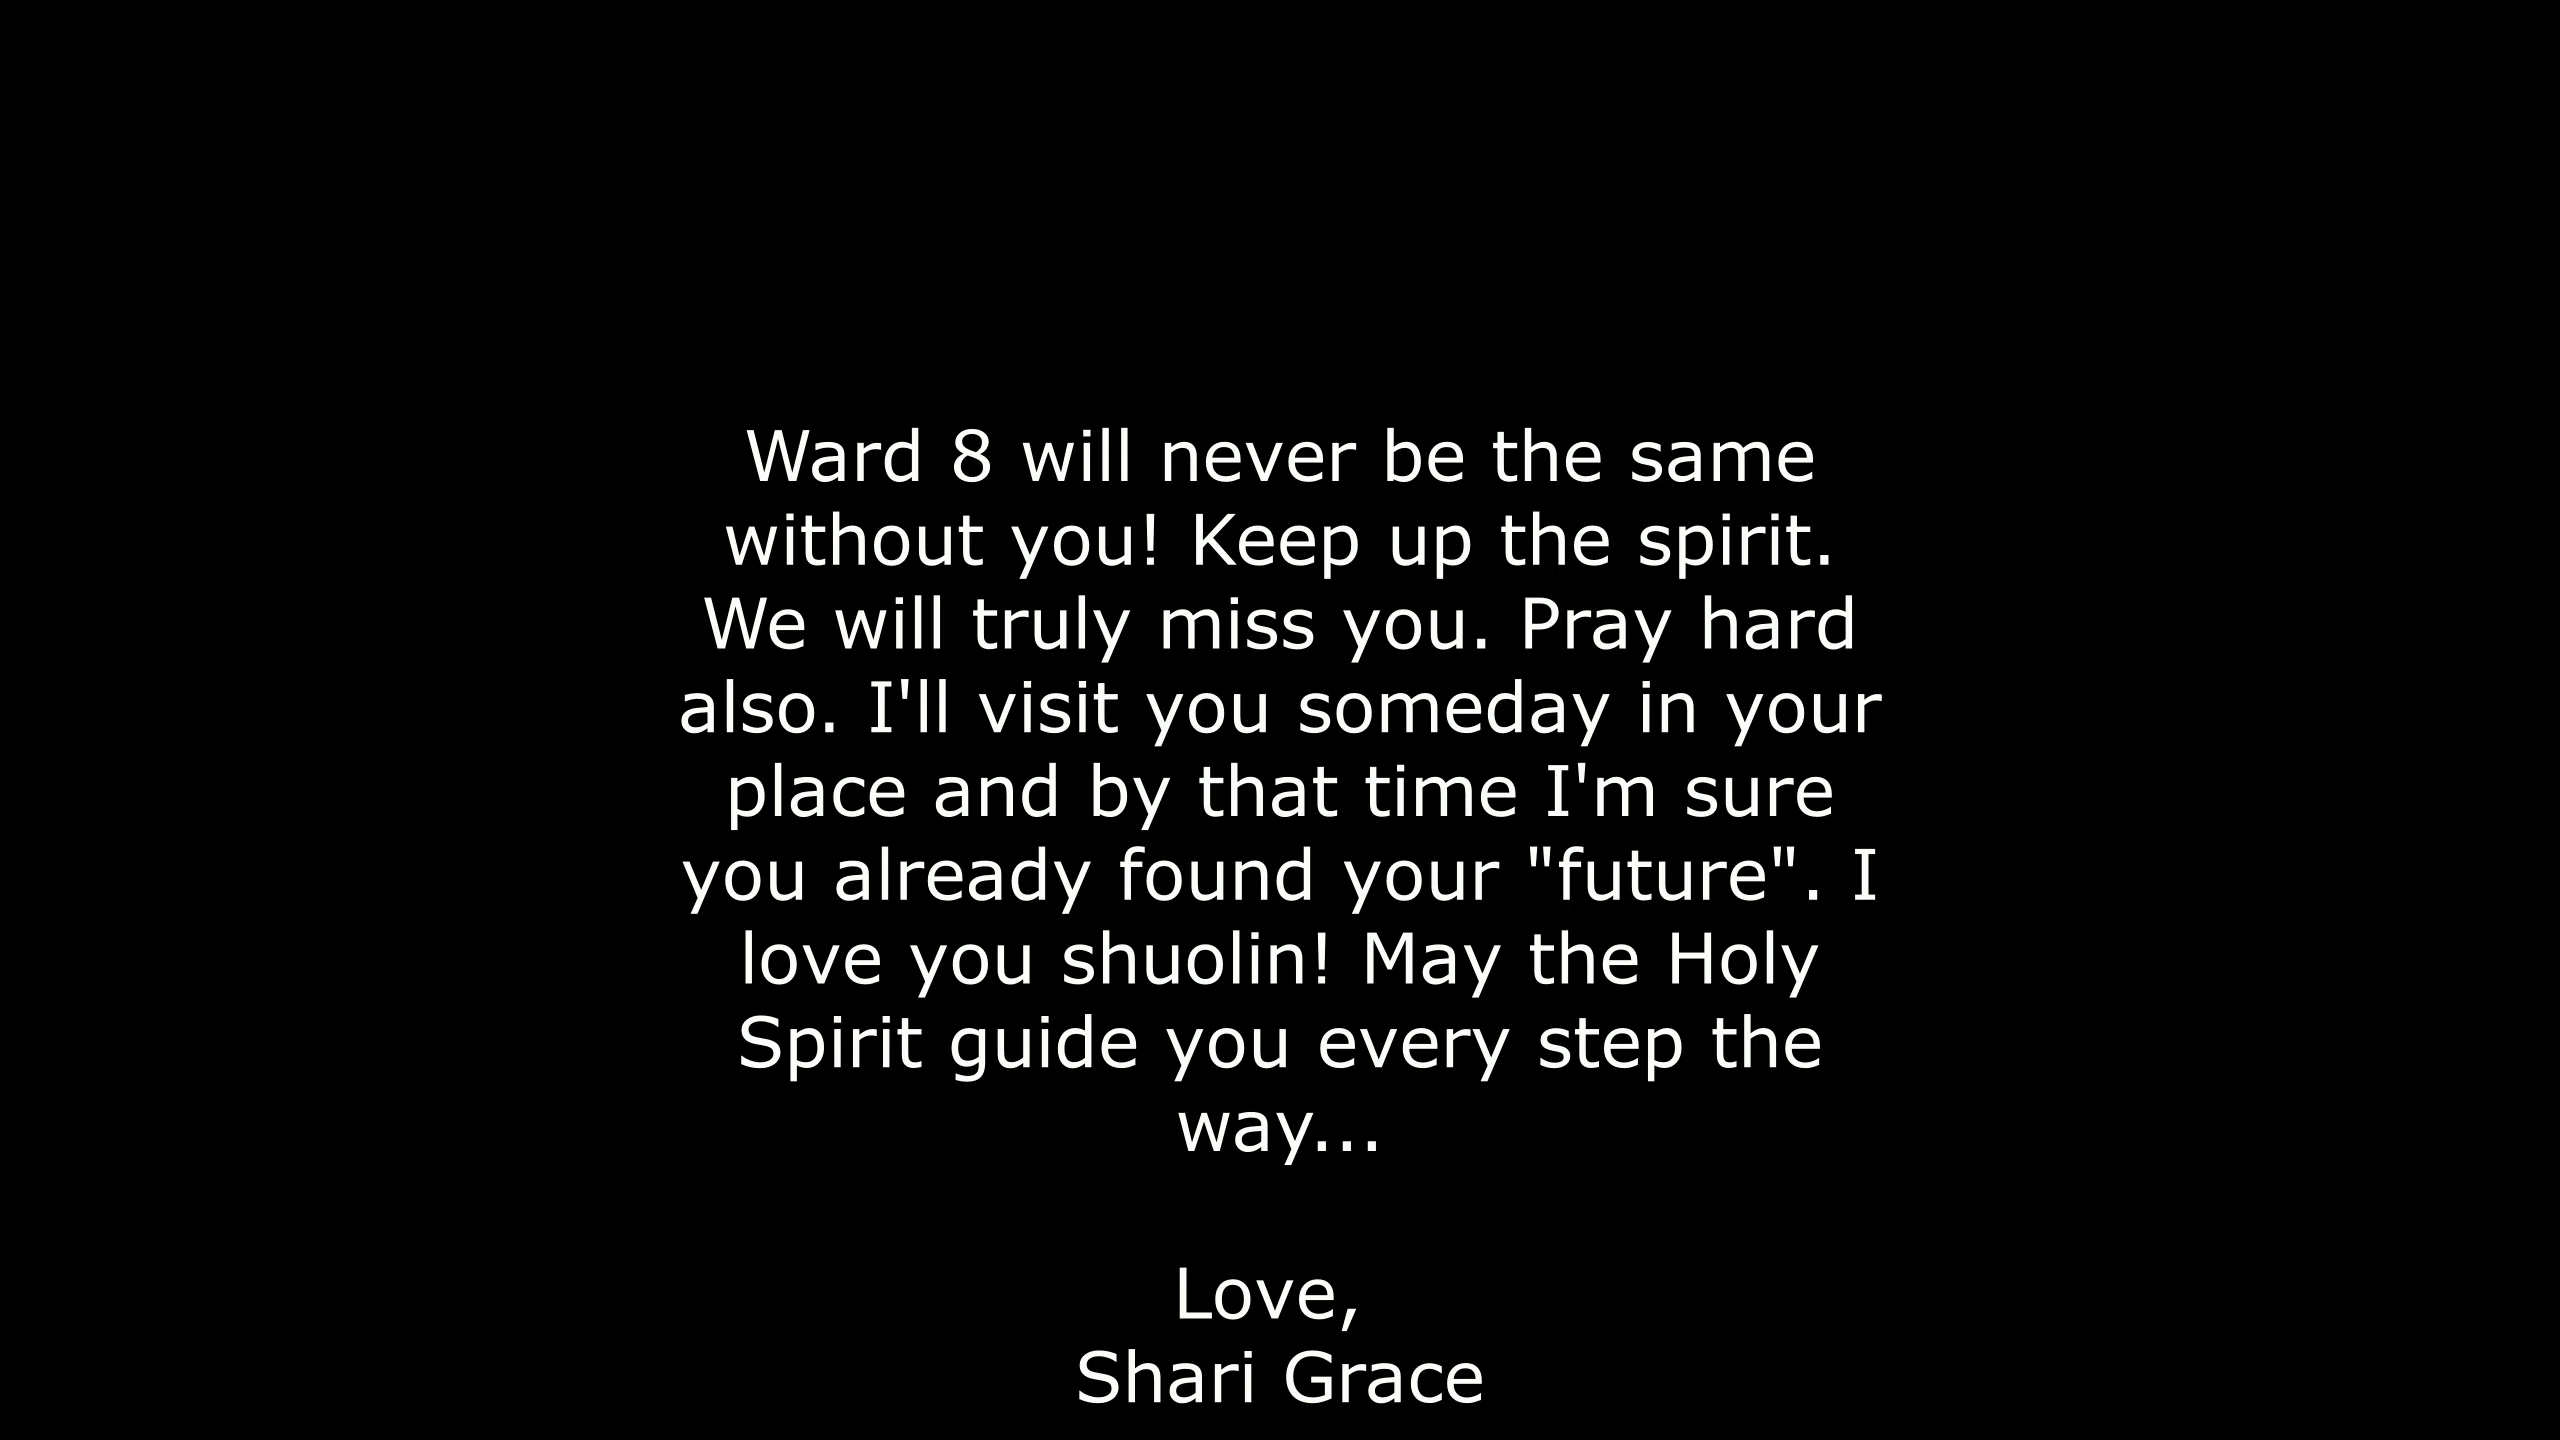 Ward 8 will never be the same
without you! Keep up the spirit.
We will truly miss you. Pray hard
also. I'll visit you someday in your
place and by that time I'm sure
you already found your "future". I
love you shuolin! May the Holy
Spirit guide you every step the
way...
Love,
Shari Grace